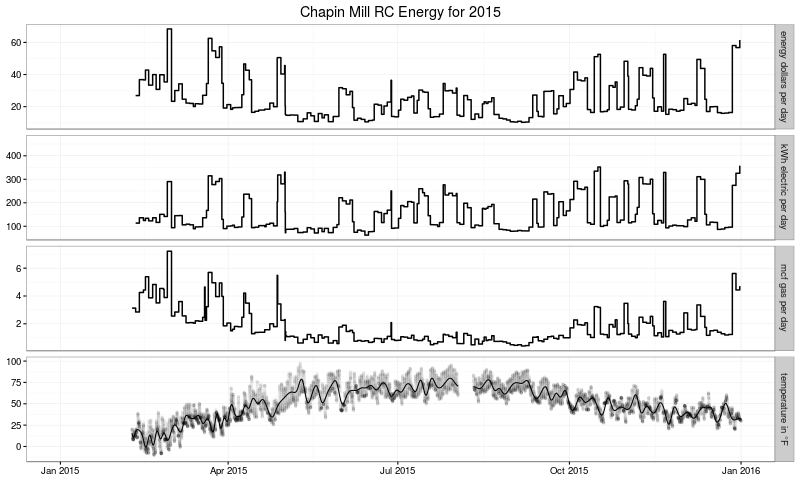 Chapin Mill RC Energy for 2015
60
40
20
energy dollars per day
400
300
200
100
kWh electric per day
6
4
2
mcf gas per day
100
75
50
25
0
temperature in °F
Jan 2015
Apr 2015
Jul 2015
Oct 2015
Jan 2016